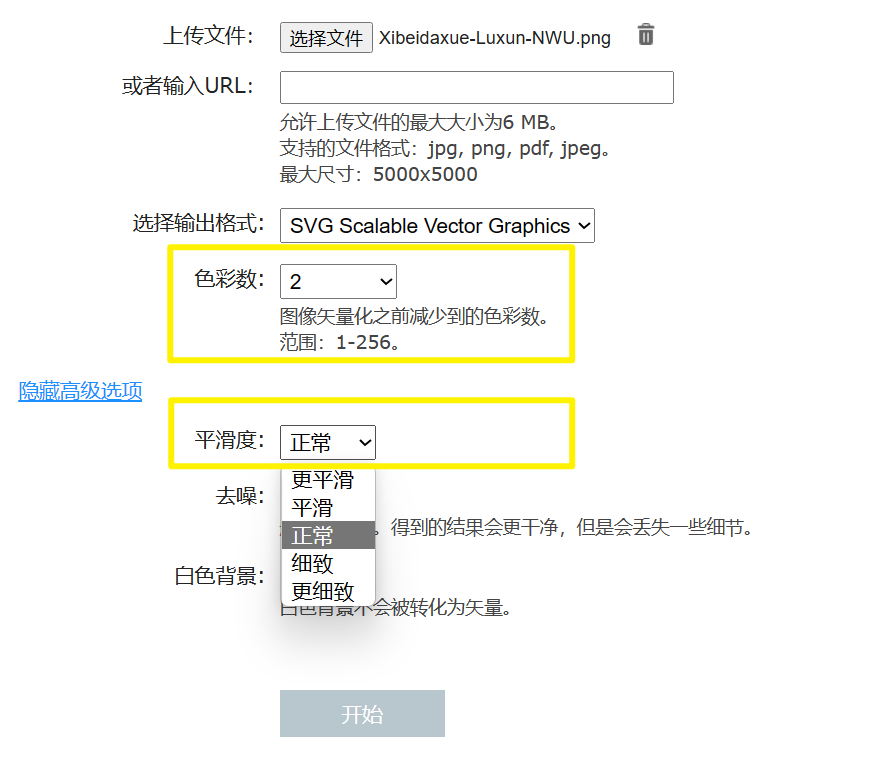 上传文件: 选择文件 Xibeidaxue-Luxun-NWU.png
或者输入URL:
允许上传文件的最大大小为6 MB。
支持的文件格式：jpg, png, pdf, jpeg。
最大尺寸：5000x5000
选择输出格式: SVG Scalable Vector Graphics
色彩数: 2
图像矢量化之前减少到的色彩数。
范围：1-256。
隐藏高级选项
平滑度: 正常
更平滑
去噪:
平滑
正常
。得到的结果会更干净，但是会丢失一些细节。
细致
白色背景:
更细致
白色背景不会被转化为矢量。
开始